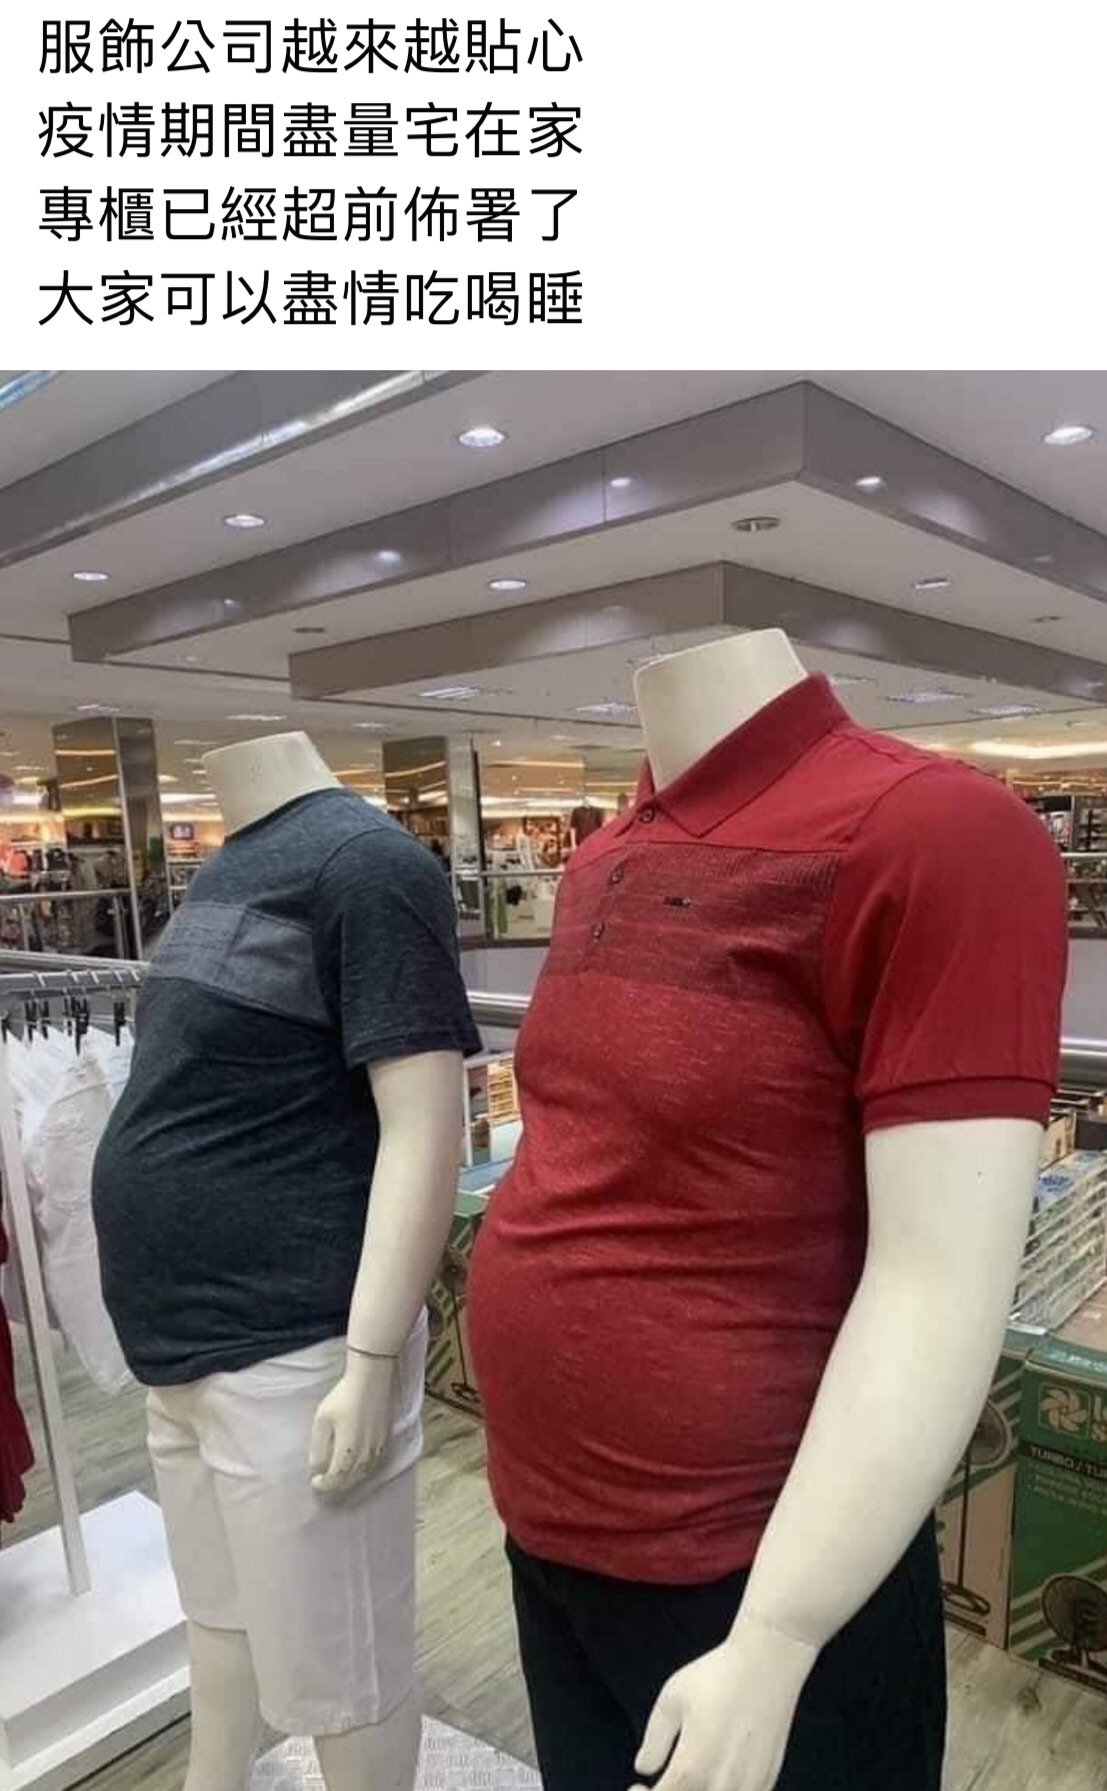 服飾公司越來越貼心
疫情期間盡量宅在家
專櫃已經超前佈署了
大家可以盡情吃喝睡